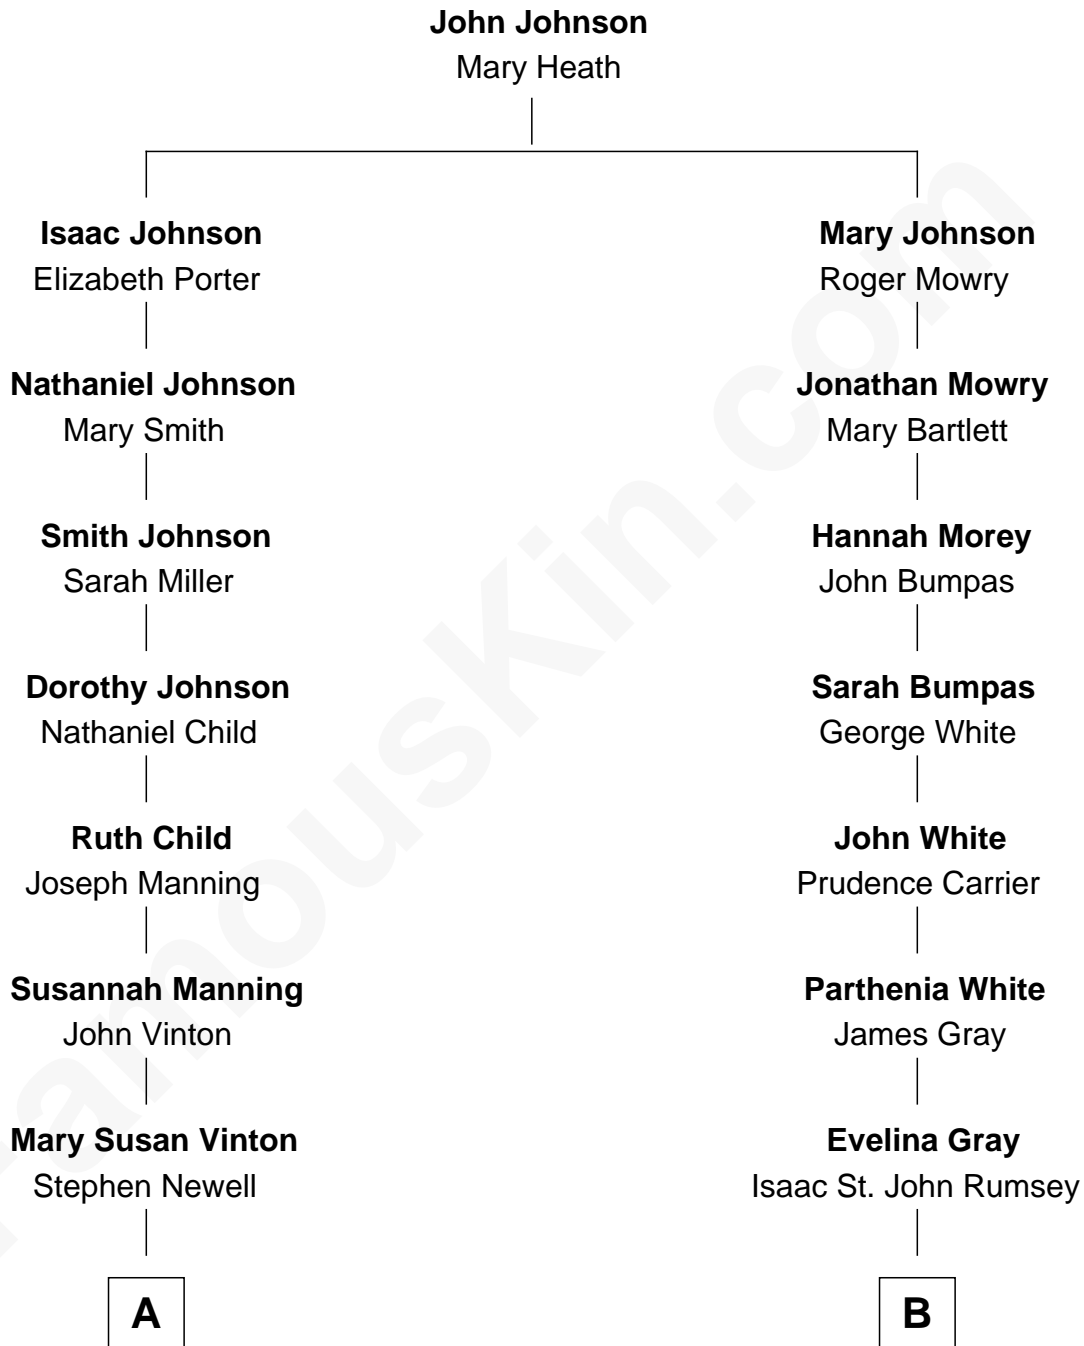 John Johnson
Mary Heath
Isaac Johnson
Elizabeth Porter
Nathaniel Johnson
Mary Smith
Smith Johnson
Sarah Miller
Dorothy Johnson
Nathaniel Child
Ruth Child
Joseph Manning
Susannah Manning
John Vinton
Mary Susan Vinton
Stephen Newell
A
Mary Johnson
Roger Mowry
Jonathan Mowry
Mary Bartlett
Hannah Morey
John Bumpas
Sarah Bumpas
George White
John White
Prudence Carrier
Parthenia White
James Gray
Evelina Gray
Isaac St. John Rumsey
B
FamousKin.com